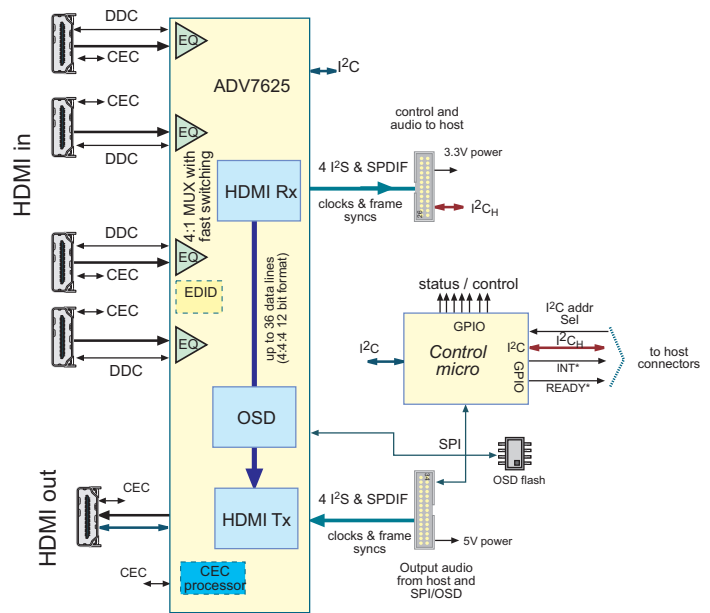 DDC
CEC
EQ
ADV7625
I²C
CEC
DDC
EQ
HDMI in
4:1 MUX with
fast switching
HDMI Rx
4 I²S & SPDIF
clocks & frame
syncs
control and
audio to host
3.3V power
26
I²CH
DDC
CEC
EQ
EDID
CEC
DDC
EQ
up to 36 data lines
(4:4:4 12 bit format)
status / control
GPIO
I²C
Control
micro
I²C
GPIO
I²C addr
Sel
I²CH
INT*
READY*
to host
connectors
OSD
SPI
OSD flash
HDMI out
CEC
HDMI Tx
4 I²S & SPDIF
clocks & frame
syncs
34
5V power
Output audio
from host and
SPI/OSD
CEC
CEC
processor